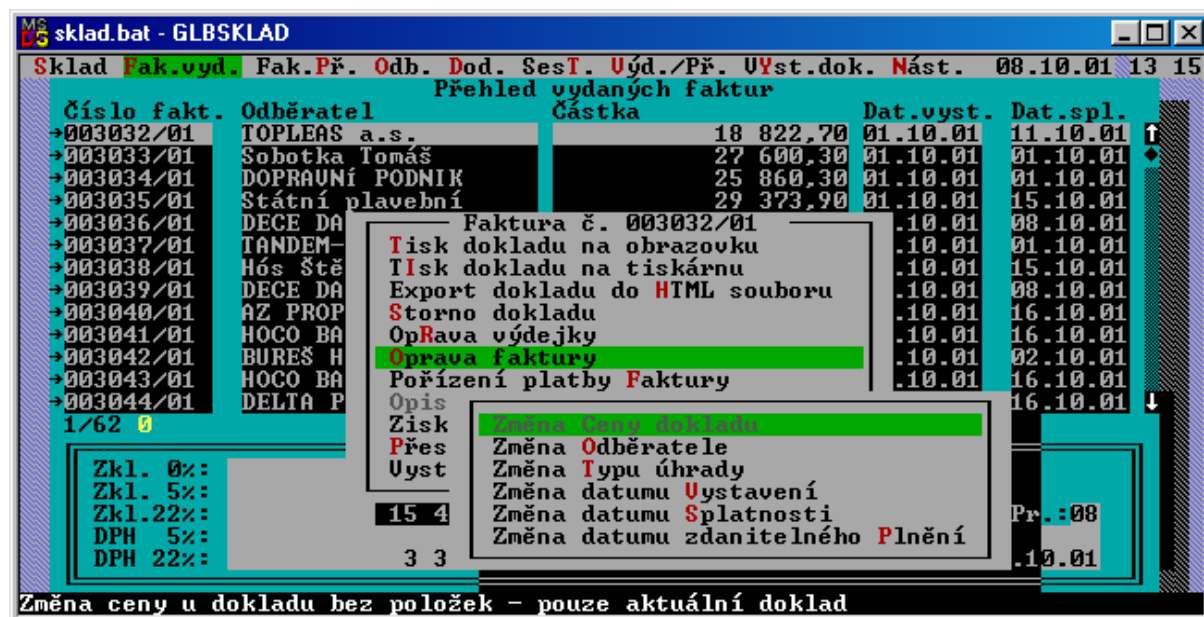 sklad.bat - GLBSKLAD
Sklad Fak.vyd. Fak.Př. Odb. Dod. SesT. Výd./Př. VYst.dok. Nást. 08.10.01 13 15
Přehled vydaných faktur
Číslo fakt. Odběratel Částka Dat.vyst. Dat.spl.
→003032/01 TOPLEAS a.s. 18 822,70 01.10.01 11.10.01
→003033/01 Sobotka Tomáš 27 600,30 01.10.01 01.10.01
→003034/01 DOPRAVNí PODNIK 25 860,30 01.10.01 01.10.01
→003035/01 Státní plavební 29 373,90 01.10.01 15.10.01
→003036/01 DECE DA .10.01 08.10.01
→003037/01 TANDEM- .10.01 01.10.01
→003038/01 Hós Ště .10.01 15.10.01
→003039/01 DECE DA .10.01 08.10.01
→003040/01 AZ PROP .10.01 16.10.01
→003041/01 HOCO BA .10.01 16.10.01
→003042/01 BUREŠ H .10.01 02.10.01
→003043/01 HOCO BA .10.01 16.10.01
→003044/01 DELTA P 16.10.01
1/62 0
Faktura č. 003032/01
Tisk dokladu na obrazovku
TIsk dokladu na tiskárnu
Export dokladu do HTML souboru
Storno dokladu
OpRava výdejky
Oprava faktury
Pořízení platby Faktury
Opis
Zisk
Přes
Vyst
Změna Ceny dokladu
Změna Odběratele
Změna Typu úhrady
Změna datumu Vystavení
Změna datumu Splatnosti
Změna datumu zdanitelného Plnění
Zkl. 0%:
Zkl. 5%:
Zkl.22%: 15 4 Pr.:08
DPH 5%:
DPH 22%: 3 3 .10.01
Změna ceny u dokladu bez položek - pouze aktuální doklad